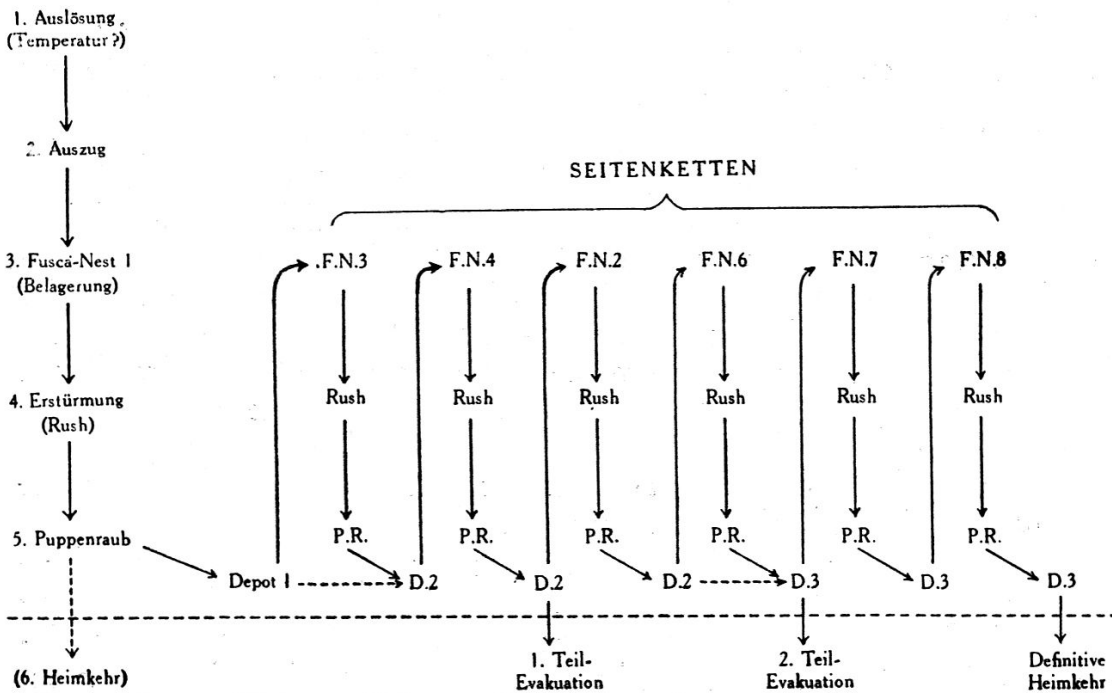 1. Auslösung
(Temperatur?)
2. Auszug
SEITENKETTEN
3. Fusca-Nest 1
(Belagerung)
F.N.3 F.N.4 F.N.2 F.N.6 F.N.7 F.N.8
4. Erstürmung
(Rush)
Rush Rush Rush Rush Rush Rush
5. Puppenraub
P.R. P.R. P.R. P.R. P.R. P.R.
Depot 1 D.2 D.2 D.2 D.3 D.3 D.3
(6. Heimkehr)
1. Teil-
Evakuation
2. Teil-
Evakuation
Definitive
Heimkehr